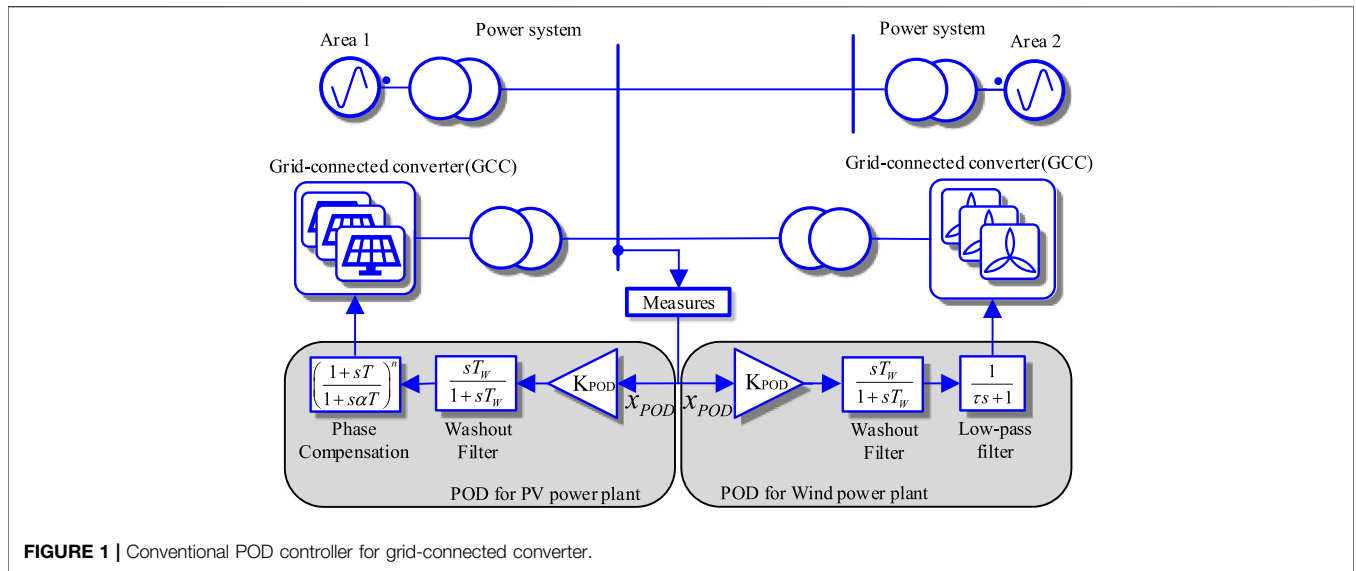 Power system
Power system
Area 1
Area 2
Grid-connected converter(GCC)
Grid-connected converter(GCC)
Measures
(1+sT / 1+sαT)^n
sT_W / 1+sT_W
K_POD
x_POD
x_POD
K_POD
sT_W / 1+sT_W
1 / τs+1
Phase
Compensation
Washout
Filter
Washout
Filter
Low-pass
filter
POD for PV power plant
POD for Wind power plant
FIGURE 1 | Conventional POD controller for grid-connected converter.